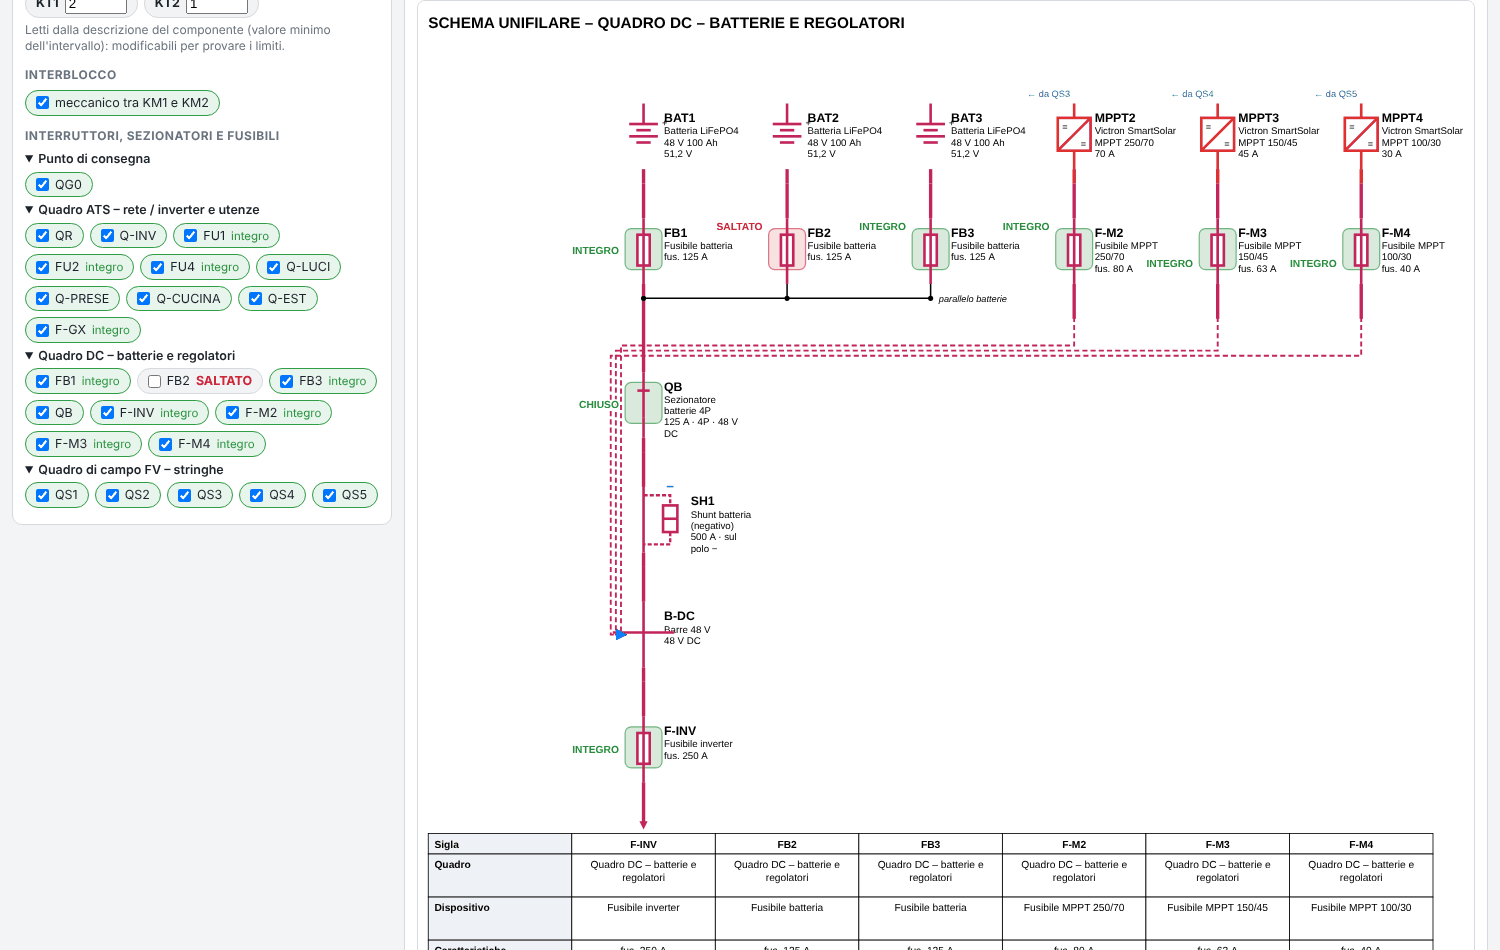 KT1 2 KT2 1
Letti dalla descrizione del componente (valore minimo
dell'intervallo): modificabili per provare i limiti.
INTERBLOCCO
meccanico tra KM1 e KM2
INTERRUTTORI, SEZIONATORI E FUSIBILI
▼ Punto di consegna
QG0
▼ Quadro ATS – rete / inverter e utenze
QR Q-INV FU1 integro
FU2 integro FU4 integro Q-LUCI
Q-PRESE Q-CUCINA Q-EST
F-GX integro
▼ Quadro DC – batterie e regolatori
FB1 integro FB2 SALTATO FB3 integro
QB F-INV integro F-M2 integro
F-M3 integro F-M4 integro
▼ Quadro di campo FV – stringhe
QS1 QS2 QS3 QS4 QS5
SCHEMA UNIFILARE – QUADRO DC – BATTERIE E REGOLATORI
← da QS3
← da QS4
← da QS5
BAT1
Batteria LiFePO4
48 V 100 Ah
51,2 V
BAT2
Batteria LiFePO4
48 V 100 Ah
51,2 V
BAT3
Batteria LiFePO4
48 V 100 Ah
51,2 V
MPPT2
Victron SmartSolar
MPPT 250/70
70 A
MPPT3
Victron SmartSolar
MPPT 150/45
45 A
MPPT4
Victron SmartSolar
MPPT 100/30
30 A
INTEGRO
FB1
Fusibile batteria
fus. 125 A
SALTATO
FB2
Fusibile batteria
fus. 125 A
INTEGRO
FB3
Fusibile batteria
fus. 125 A
INTEGRO
F-M2
Fusibile MPPT
250/70
fus. 80 A
INTEGRO
F-M3
Fusibile MPPT
150/45
fus. 63 A
INTEGRO
F-M4
Fusibile MPPT
100/30
fus. 40 A
parallelo batterie
CHIUSO
QB
Sezionatore
batterie 4P
125 A · 4P · 48 V
DC
–
SH1
Shunt batteria
(negativo)
500 A · sul
polo −
B-DC
Barre 48 V
48 V DC
INTEGRO
F-INV
Fusibile inverter
fus. 250 A
Sigla F-INV FB2 FB3 F-M2 F-M3 F-M4
Quadro Quadro DC – batterie e Quadro DC – batterie e Quadro DC – batterie e Quadro DC – batterie e Quadro DC – batterie e Quadro DC – batterie e
regolatori regolatori regolatori regolatori regolatori regolatori
Dispositivo Fusibile inverter Fusibile batteria Fusibile batteria Fusibile MPPT 250/70 Fusibile MPPT 150/45 Fusibile MPPT 100/30
Caratteristiche fus. 250 A fus. 125 A fus. 125 A fus. 80 A fus. 63 A fus. 40 A